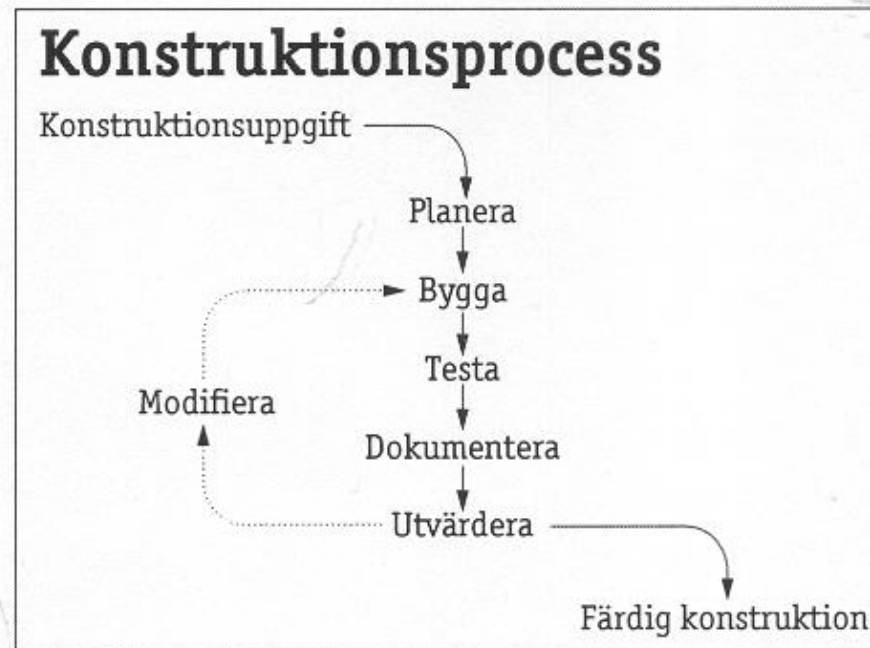 Konstruktionsprocess
Konstruktionsuppgift
Planera
Bygga
Testa
Modifiera
Dokumentera
Utvärdera
Färdig konstruktion